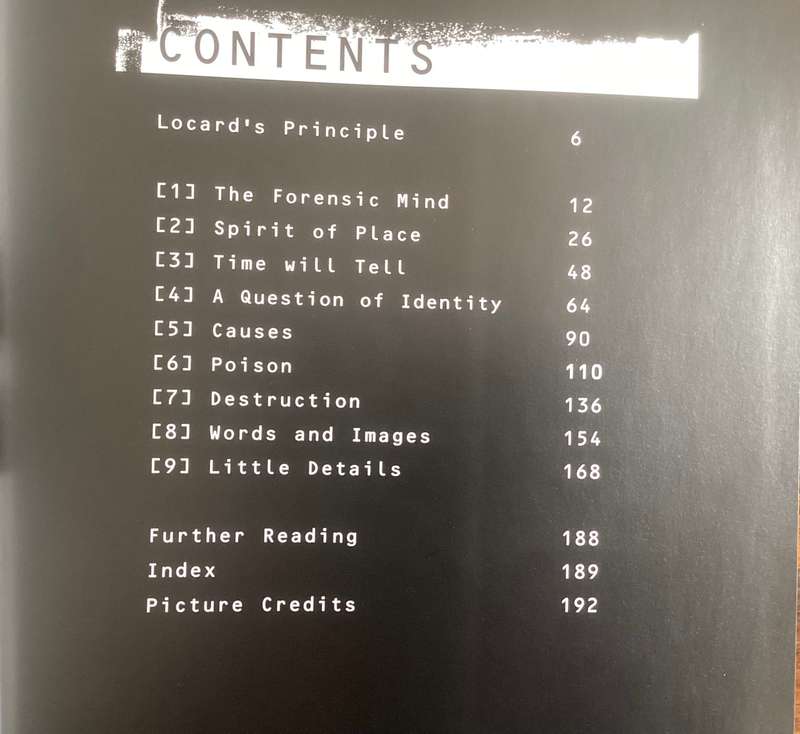 CONTENTS
Locard's Principle 6
[1] The Forensic Mind 12
[2] Spirit of Place 26
[3] Time will Tell 48
[4] A Question of Identity 64
[5] Causes 90
[6] Poison 110
[7] Destruction 136
[8] Words and Images 154
[9] Little Details 168
Further Reading 188
Index 189
Picture Credits 192